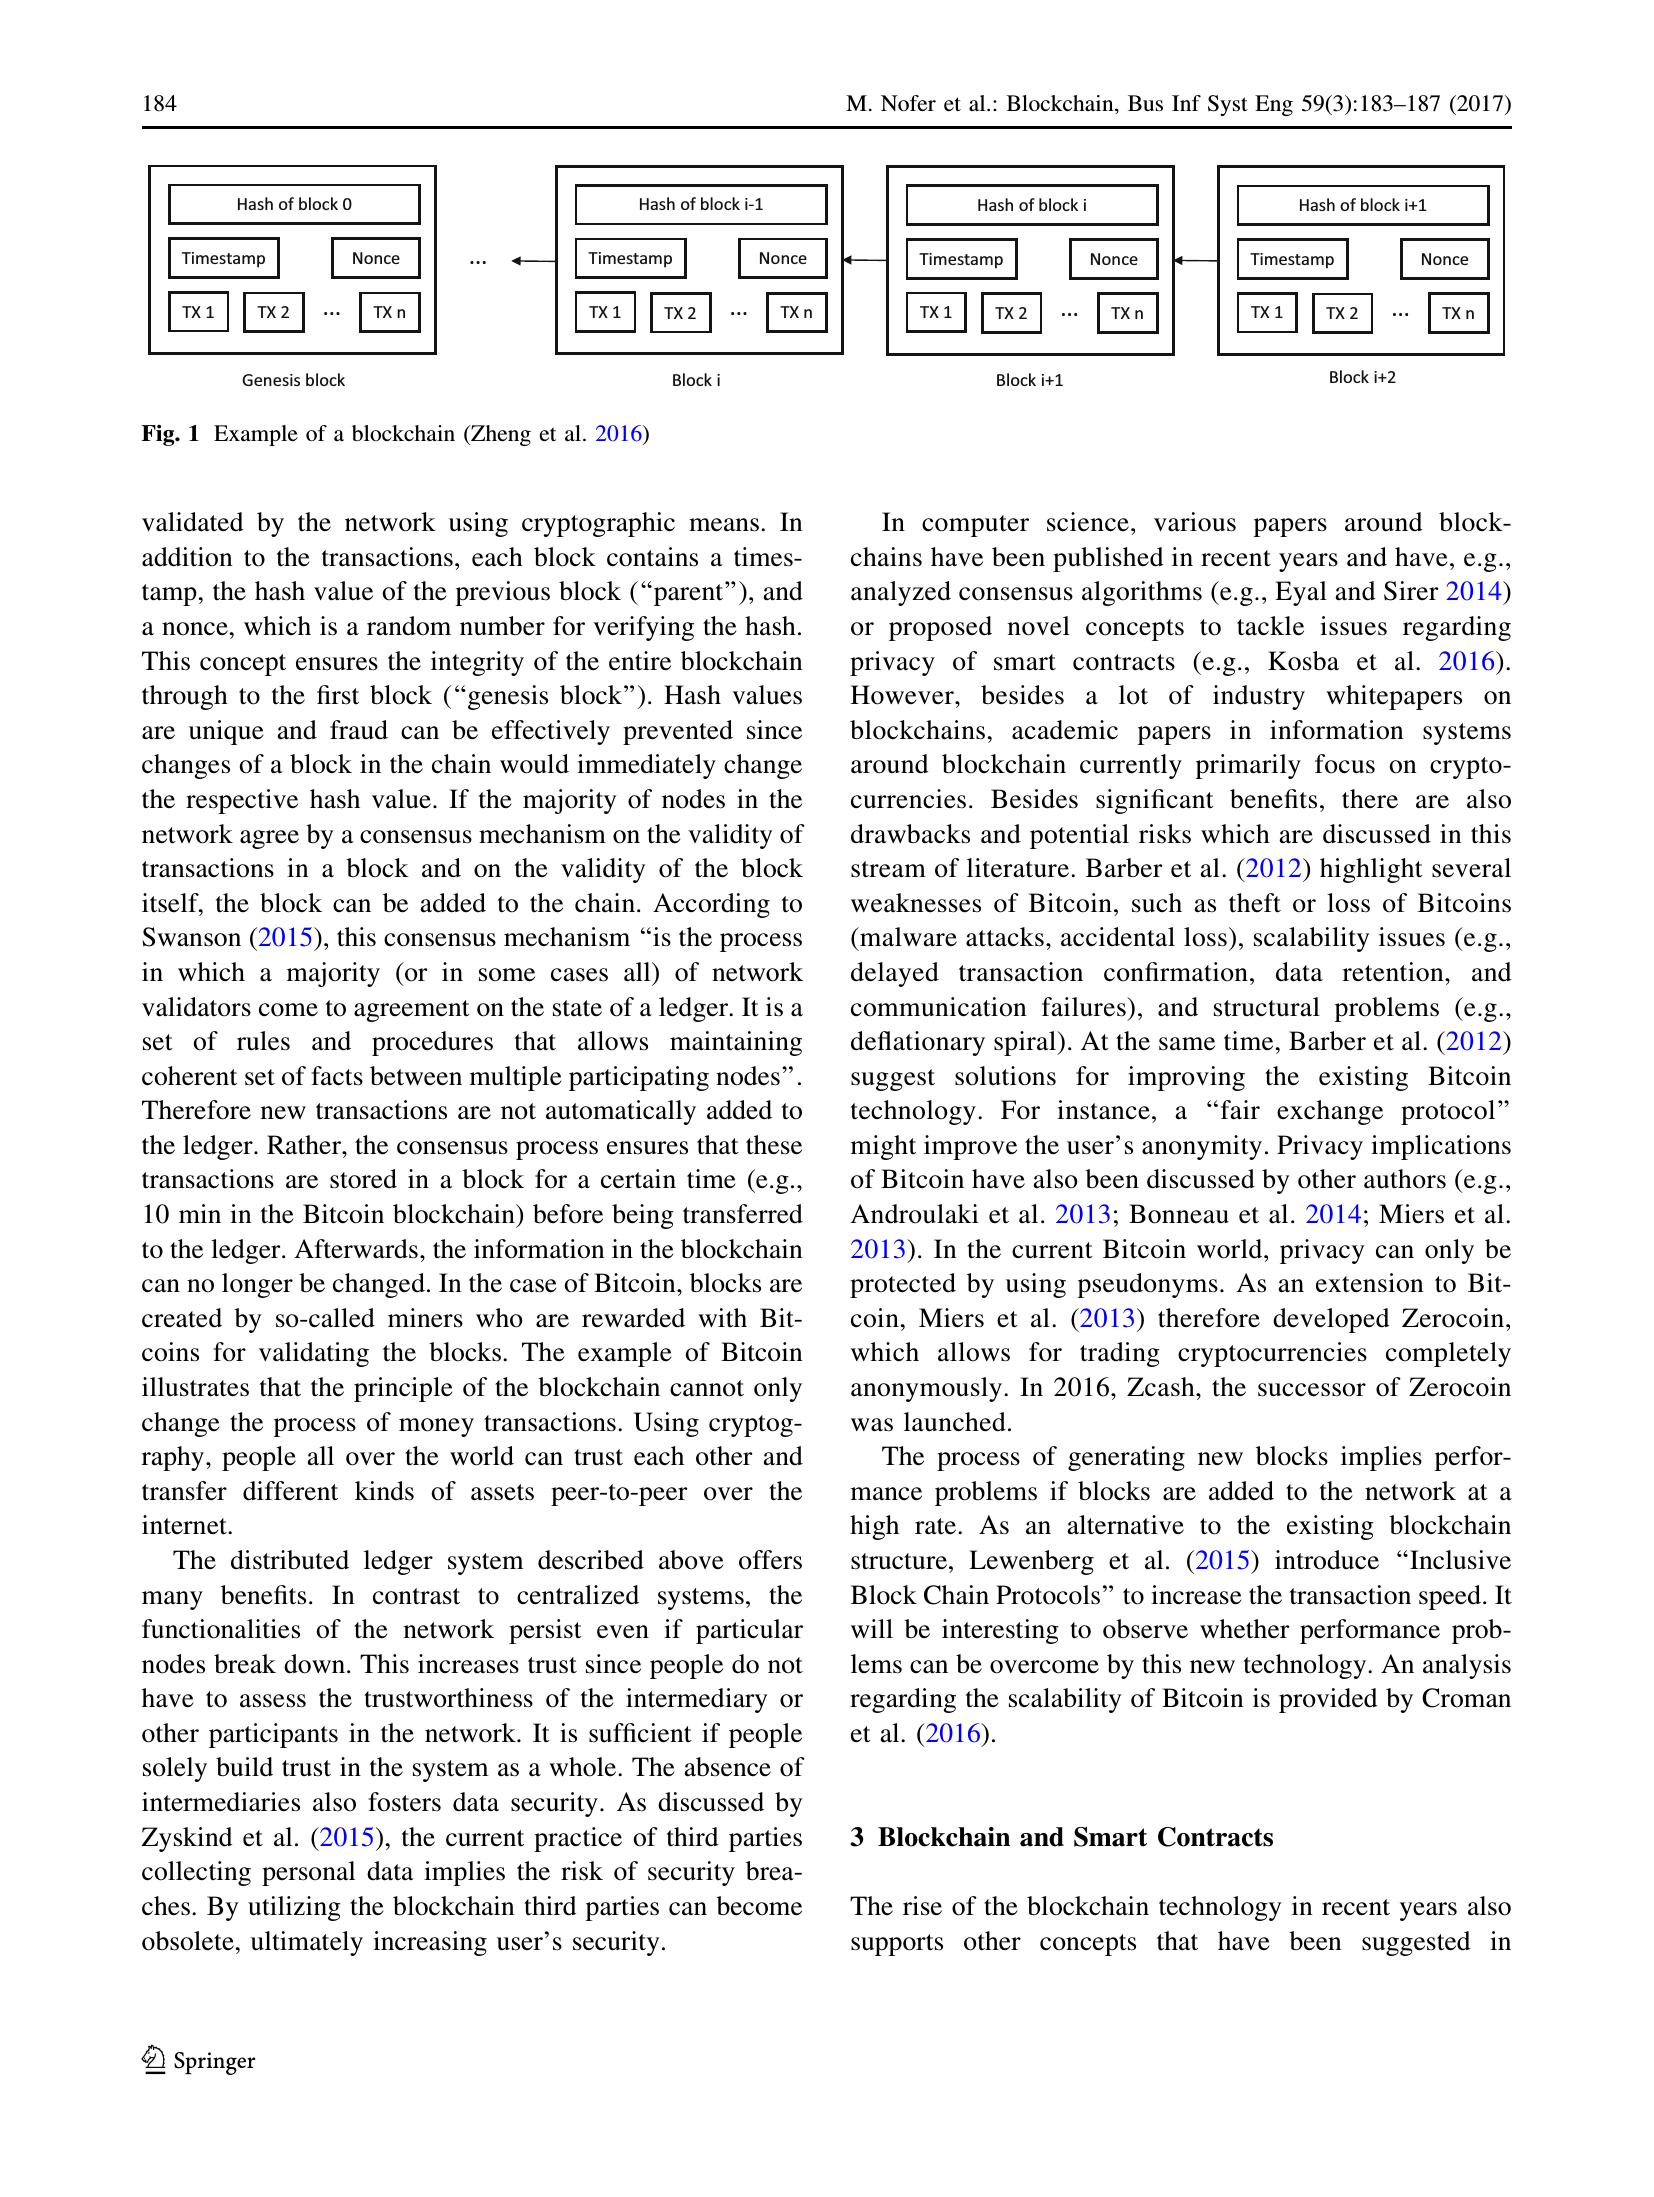 184
M. Nofer et al.: Blockchain, Bus Inf Syst Eng 59(3):183–187 (2017)
Hash of block 0
Timestamp
Nonce
TX 1
TX 2
...
TX n
Genesis block
...
Hash of block i-1
Timestamp
Nonce
TX 1
TX 2
...
TX n
Block i
Hash of block i
Timestamp
Nonce
TX 1
TX 2
...
TX n
Block i+1
Hash of block i+1
Timestamp
Nonce
TX 1
TX 2
...
TX n
Block i+2
Fig. 1 Example of a blockchain (Zheng et al. 2016)
validated by the network using cryptographic means. In
addition to the transactions, each block contains a times-
tamp, the hash value of the previous block (“parent”), and
a nonce, which is a random number for verifying the hash.
This concept ensures the integrity of the entire blockchain
through to the first block (“genesis block”). Hash values
are unique and fraud can be effectively prevented since
changes of a block in the chain would immediately change
the respective hash value. If the majority of nodes in the
network agree by a consensus mechanism on the validity of
transactions in a block and on the validity of the block
itself, the block can be added to the chain. According to
Swanson (2015), this consensus mechanism “is the process
in which a majority (or in some cases all) of network
validators come to agreement on the state of a ledger. It is a
set of rules and procedures that allows maintaining
coherent set of facts between multiple participating nodes”.
Therefore new transactions are not automatically added to
the ledger. Rather, the consensus process ensures that these
transactions are stored in a block for a certain time (e.g.,
10 min in the Bitcoin blockchain) before being transferred
to the ledger. Afterwards, the information in the blockchain
can no longer be changed. In the case of Bitcoin, blocks are
created by so-called miners who are rewarded with Bit-
coins for validating the blocks. The example of Bitcoin
illustrates that the principle of the blockchain cannot only
change the process of money transactions. Using cryptog-
raphy, people all over the world can trust each other and
transfer different kinds of assets peer-to-peer over the
internet.
The distributed ledger system described above offers
many benefits. In contrast to centralized systems, the
functionalities of the network persist even if particular
nodes break down. This increases trust since people do not
have to assess the trustworthiness of the intermediary or
other participants in the network. It is sufficient if people
solely build trust in the system as a whole. The absence of
intermediaries also fosters data security. As discussed by
Zyskind et al. (2015), the current practice of third parties
collecting personal data implies the risk of security brea-
ches. By utilizing the blockchain third parties can become
obsolete, ultimately increasing user’s security.
In computer science, various papers around block-
chains have been published in recent years and have, e.g.,
analyzed consensus algorithms (e.g., Eyal and Sirer 2014)
or proposed novel concepts to tackle issues regarding
privacy of smart contracts (e.g., Kosba et al. 2016).
However, besides a lot of industry whitepapers on
blockchains, academic papers in information systems
around blockchain currently primarily focus on crypto-
currencies. Besides significant benefits, there are also
drawbacks and potential risks which are discussed in this
stream of literature. Barber et al. (2012) highlight several
weaknesses of Bitcoin, such as theft or loss of Bitcoins
(malware attacks, accidental loss), scalability issues (e.g.,
delayed transaction confirmation, data retention, and
communication failures), and structural problems (e.g.,
deflationary spiral). At the same time, Barber et al. (2012)
suggest solutions for improving the existing Bitcoin
technology. For instance, a “fair exchange protocol”
might improve the user’s anonymity. Privacy implications
of Bitcoin have also been discussed by other authors (e.g.,
Androulaki et al. 2013; Bonneau et al. 2014; Miers et al.
2013). In the current Bitcoin world, privacy can only be
protected by using pseudonyms. As an extension to Bit-
coin, Miers et al. (2013) therefore developed Zerocoin,
which allows for trading cryptocurrencies completely
anonymously. In 2016, Zcash, the successor of Zerocoin
was launched.
The process of generating new blocks implies perfor-
mance problems if blocks are added to the network at a
high rate. As an alternative to the existing blockchain
structure, Lewenberg et al. (2015) introduce “Inclusive
Block Chain Protocols” to increase the transaction speed. It
will be interesting to observe whether performance prob-
lems can be overcome by this new technology. An analysis
regarding the scalability of Bitcoin is provided by Croman
et al. (2016).
3 Blockchain and Smart Contracts
The rise of the blockchain technology in recent years also
supports other concepts that have been suggested in
Springer